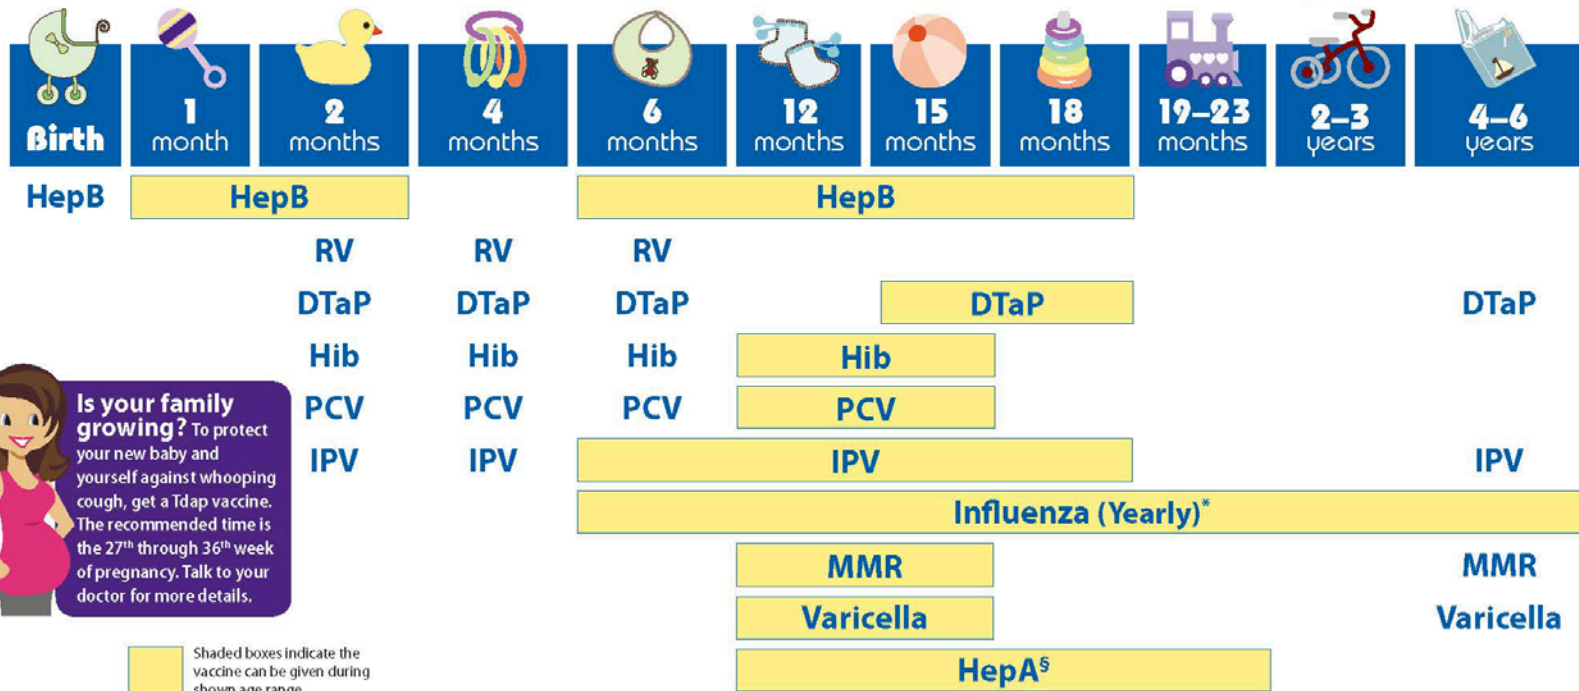 Birth
1
month
2
months
4
months
6
months
12
months
15
months
18
months
19–23
months
2–3
years
4–6
years
HepB HepB HepB
RV RV RV
DTaP DTaP DTaP DTaP DTaP
Hib Hib Hib Hib
PCV PCV PCV PCV
IPV IPV IPV IPV
Influenza (Yearly)*
MMR MMR
Varicella Varicella
HepA§
Is your family
growing? To protect
your new baby and
yourself against whooping
cough, get a Tdap vaccine.
The recommended time is
the 27th through 36th week
of pregnancy. Talk to your
doctor for more details.
Shaded boxes indicate the
vaccine can be given during
shown age range.